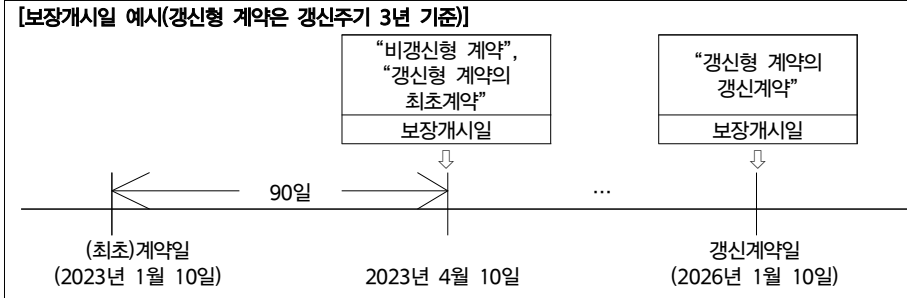 [보장개시일 예시(갱신형 계약은 갱신주기 3년 기준)]
“비갱신형 계약”,
“갱신형 계약의
최초계약”
보장개시일
“갱신형 계약의
갱신계약”
보장개시일
90일
…
(최초)계약일
(2023년 1월 10일)
2023년 4월 10일
갱신계약일
(2026년 1월 10일)